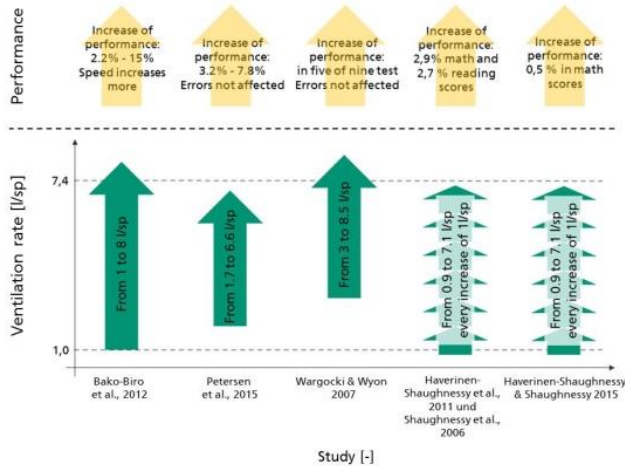 Performance
Increase of
performance:
2.2% - 15%
Speed increases
more
Increase of
performance:
3.2% - 7.8%
Errors not affected
Increase of
performance:
in five of nine test
Errors not affected
Increase of
performance:
2,9% math and
2,7 % reading
scores
Increase of
performance:
0,5 % in math
scores
Ventilation rate [l/sp]
7,4
1,0
From 1 to 8 l/sp
From 1.7 to 6.6 l/sp
From 3 to 8.5 l/sp
From 0.9 to 7.1 l/sp
every increase of 1l/sp
From 0.9 to 7.1 l/sp
every increase of 1l/sp
Bako-Biro
et al., 2012
Petersen
et al., 2015
Wargocki & Wyon
2007
Haverinen-
Shaughnessy et al.,
2011 und
Shaughnessy et al.,
2006
Haverinen-Shaughnessy
& Shaughnessy 2015
Study [-]